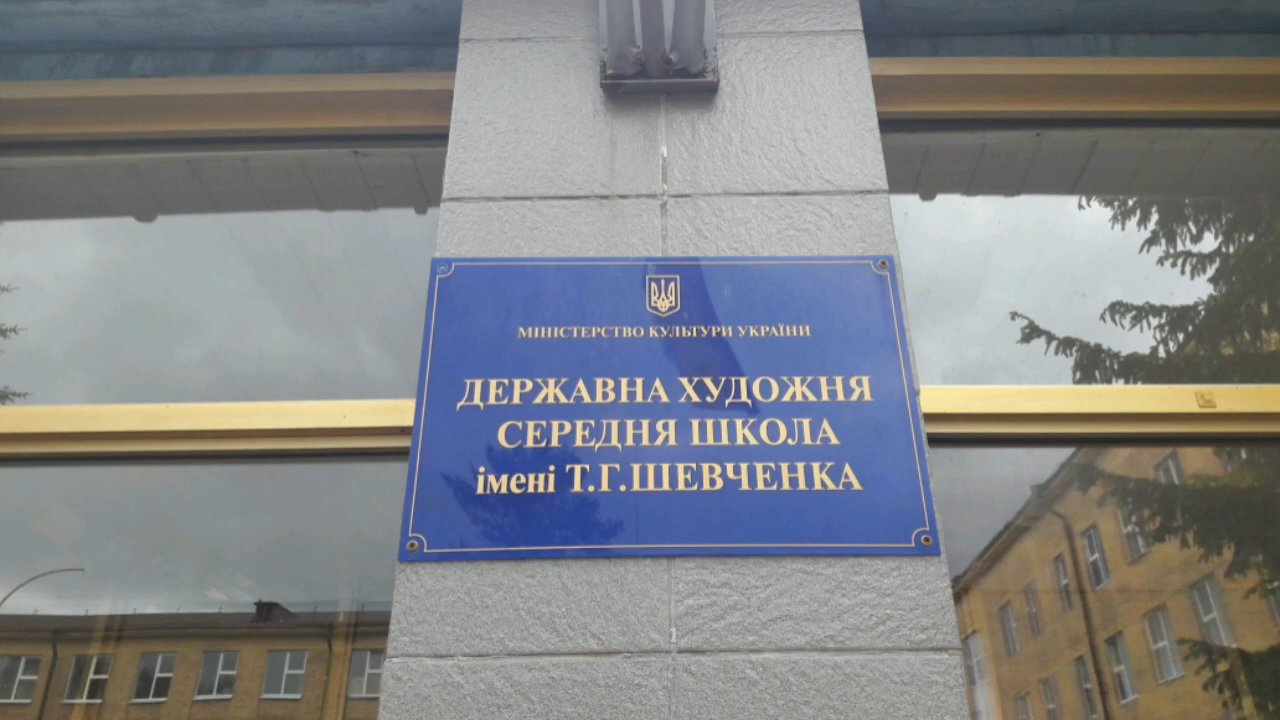 МІНІСТЕРСТВО КУЛЬТУРИ УКРАЇНИ
ДЕРЖАВНА ХУДОЖНЯ
СЕРЕДНЯ ШКОЛА
імені Т.Г.ШЕВЧЕНКА